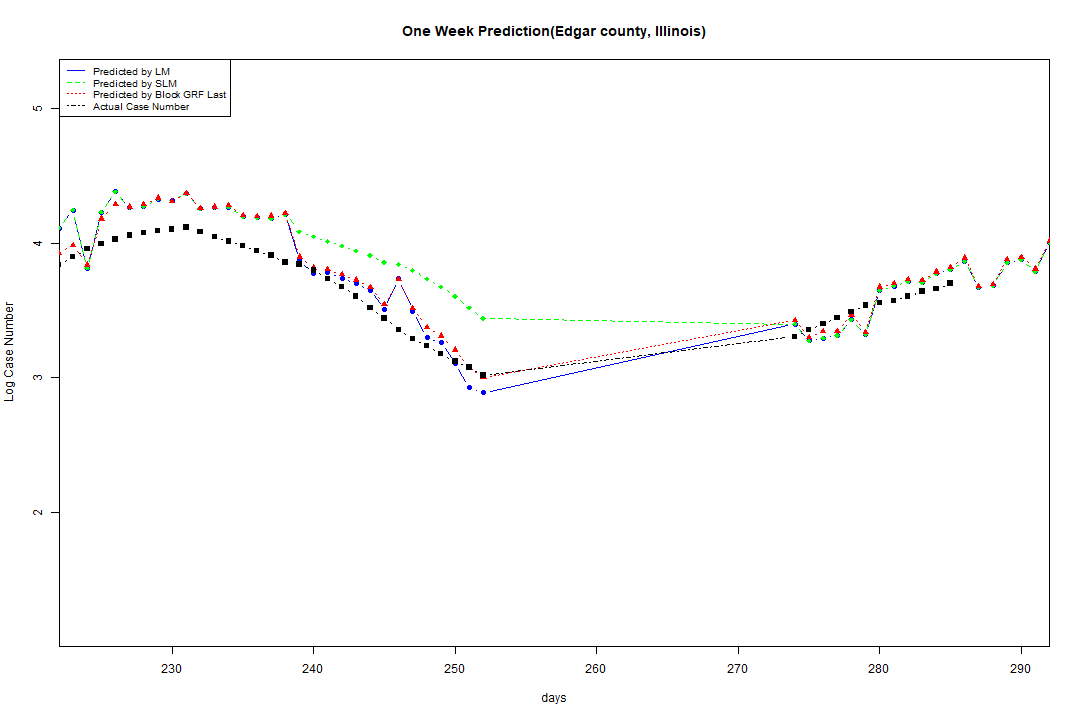 One Week Prediction(Edgar county, Illinois)
Predicted by LM
Predicted by SLM
Predicted by Block GRF Last
Actual Case Number
5
4
3
2
Log Case Number
230 240 250 260 270 280 290
days